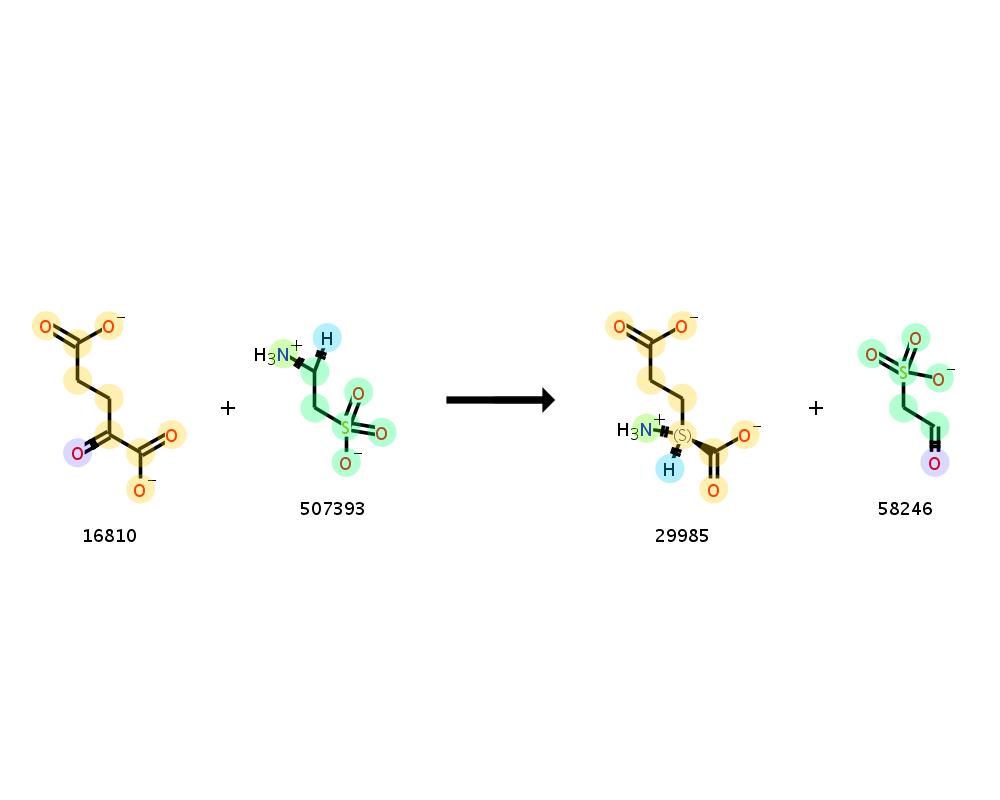 O O⁻ H O O⁻ O
H₃N⁺ O O S O⁻
O + O S O + O
O O H₃N⁺ (S) O⁻
O⁻ O⁻ H O O
16810 507393 29985 58246